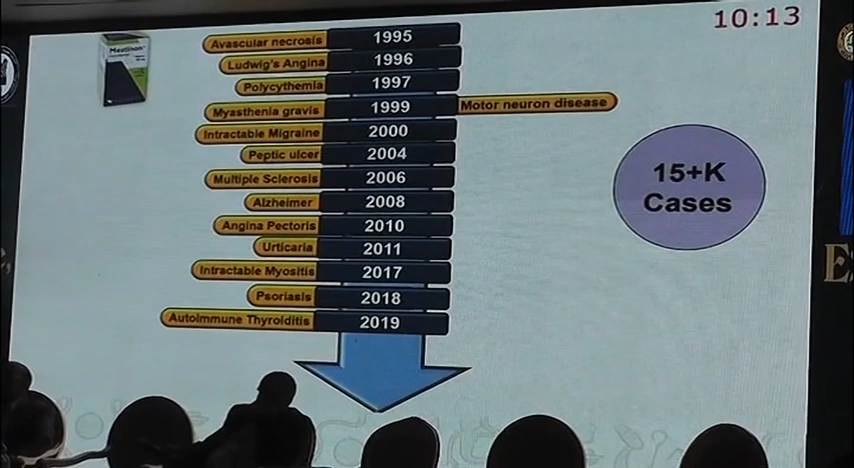 10:13
Mestinon
Avascular necrosis 1995
Ludwig's Angina 1996
Polycythemia 1997
Myasthenia gravis 1999 Motor neuron disease
Intractable Migraine 2000
Peptic ulcer 2004
Multiple Sclerosis 2006
Alzheimer 2008
Angina Pectoris 2010
Urticaria 2011
Intractable Myositis 2017
Psoriasis 2018
Autoimmune Thyroiditis 2019
15+K
Cases